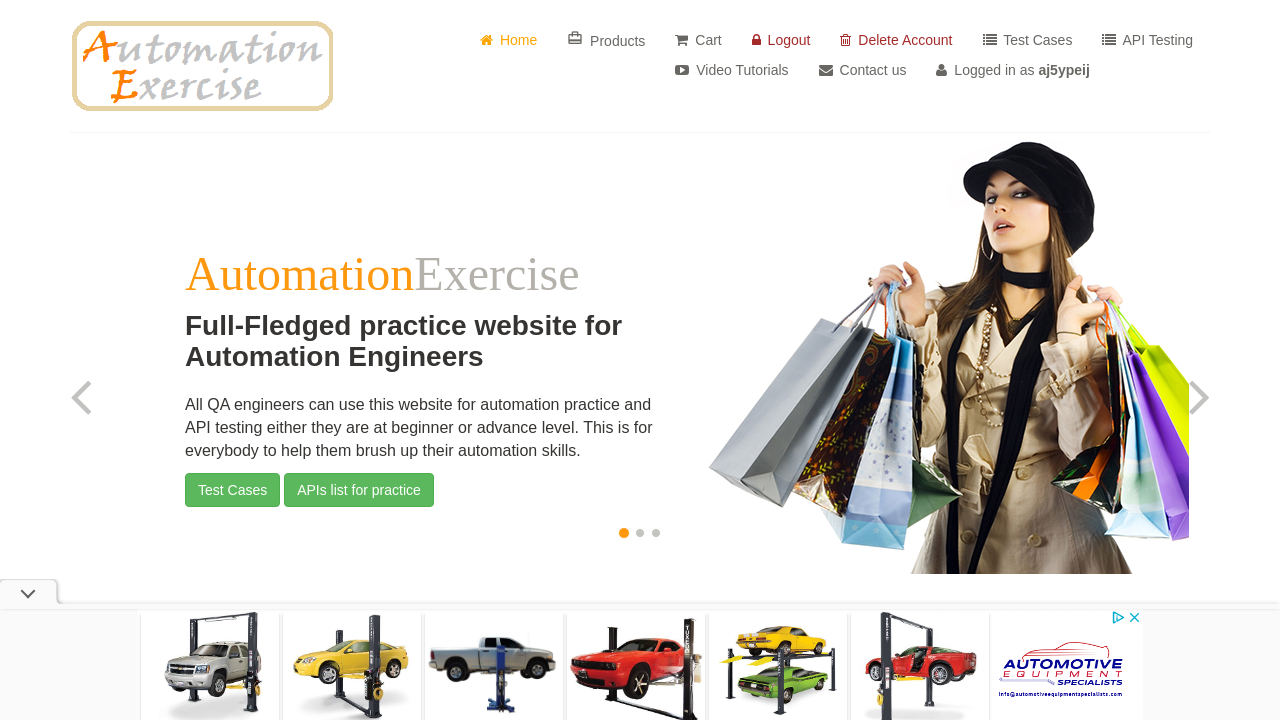 Automation
Exercise
Home Products Cart Logout Delete Account Test Cases API Testing
Video Tutorials Contact us Logged in as aj5ypeij
AutomationExercise
Full-Fledged practice website for
Automation Engineers
All QA engineers can use this website for automation practice and
API testing either they are at beginner or advance level. This is for
everybody to help them brush up their automation skills.
Test Cases APIs list for practice
AUTOMOTIVE
EQUIPMENT
SPECIALISTS
info@automotiveequipmentspecialists.com